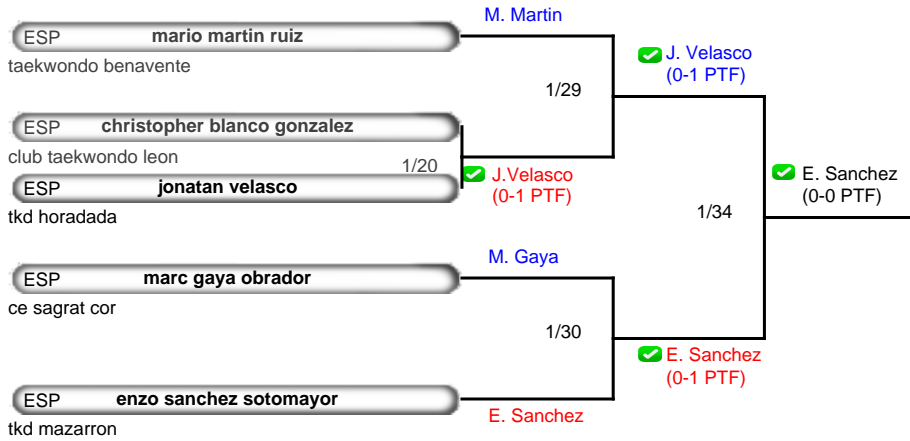 M. Martin
ESP mario martin ruiz
taekwondo benavente
J. Velasco
(0-1 PTF)
1/29
ESP christopher blanco gonzalez
club taekwondo leon
1/20
J.Velasco
(0-1 PTF)
ESP jonatan velasco
tkd horadada
E. Sanchez
(0-0 PTF)
1/34
M. Gaya
ESP marc gaya obrador
ce sagrat cor
1/30
E. Sanchez
(0-1 PTF)
ESP enzo sanchez sotomayor
E. Sanchez
tkd mazarron